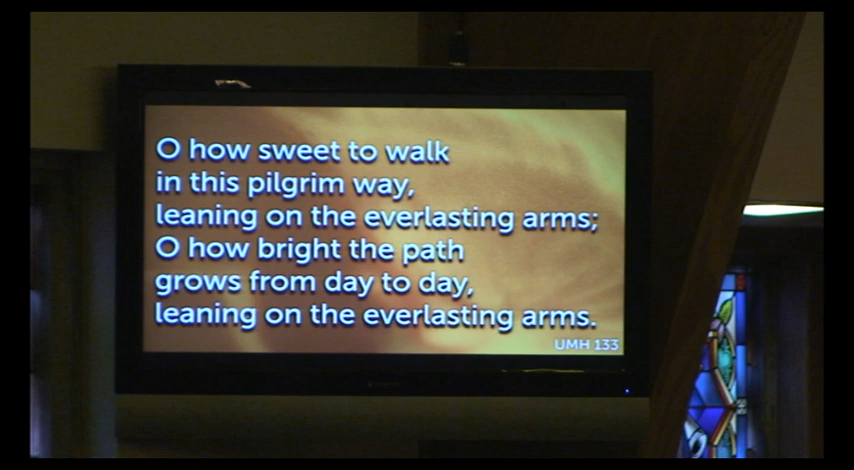 O how sweet to walk
in this pilgrim way,
leaning on the everlasting arms;
O how bright the path
grows from day to day,
leaning on the everlasting arms.
UMH 133